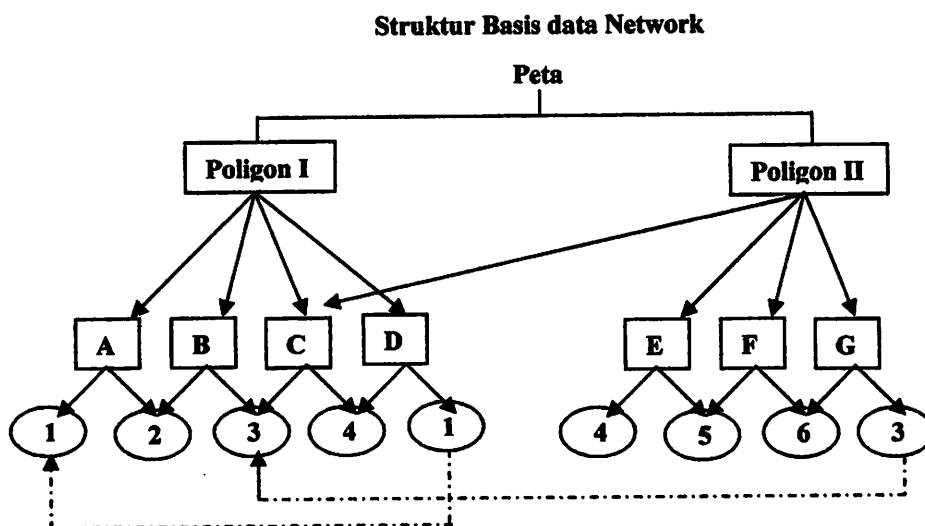 Struktur Basis data Network
Peta
Poligon I Poligon II
A B C D E F G
1 2 3 4 1 4 5 6 3